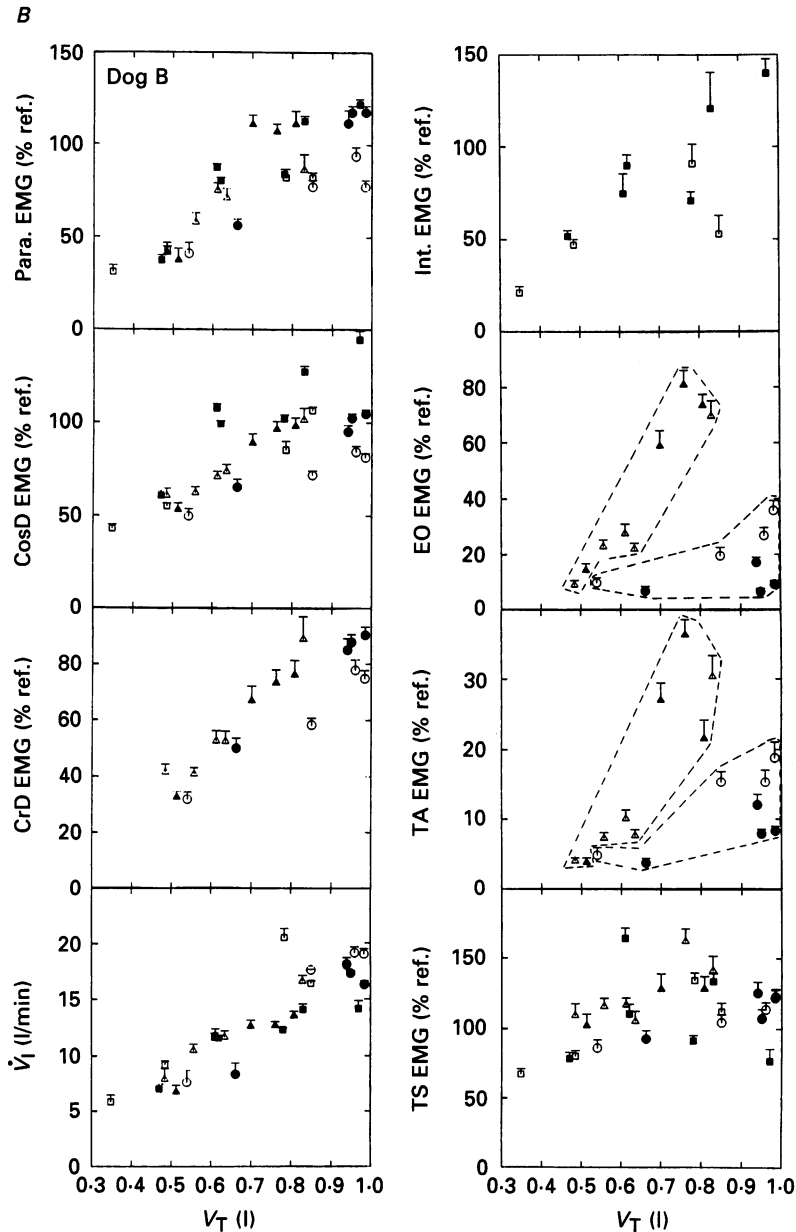 B
Dog B
Para. EMG (% ref.)
150
100
50
0
Int. EMG (% ref.)
150
100
50
0
CosD EMG (% ref.)
100
50
0
EO EMG (% ref.)
80
60
40
20
0
CrD EMG (% ref.)
80
60
40
20
0
TA EMG (% ref.)
30
20
10
0
V̇I (l/min)
20
15
10
5
0
0·3 0·4 0·5 0·6 0·7 0·8 0·9 1·0
VT (l)
TS EMG (% ref.)
150
100
50
0
0·3 0·4 0·5 0·6 0·7 0·8 0·9 1·0
VT (l)